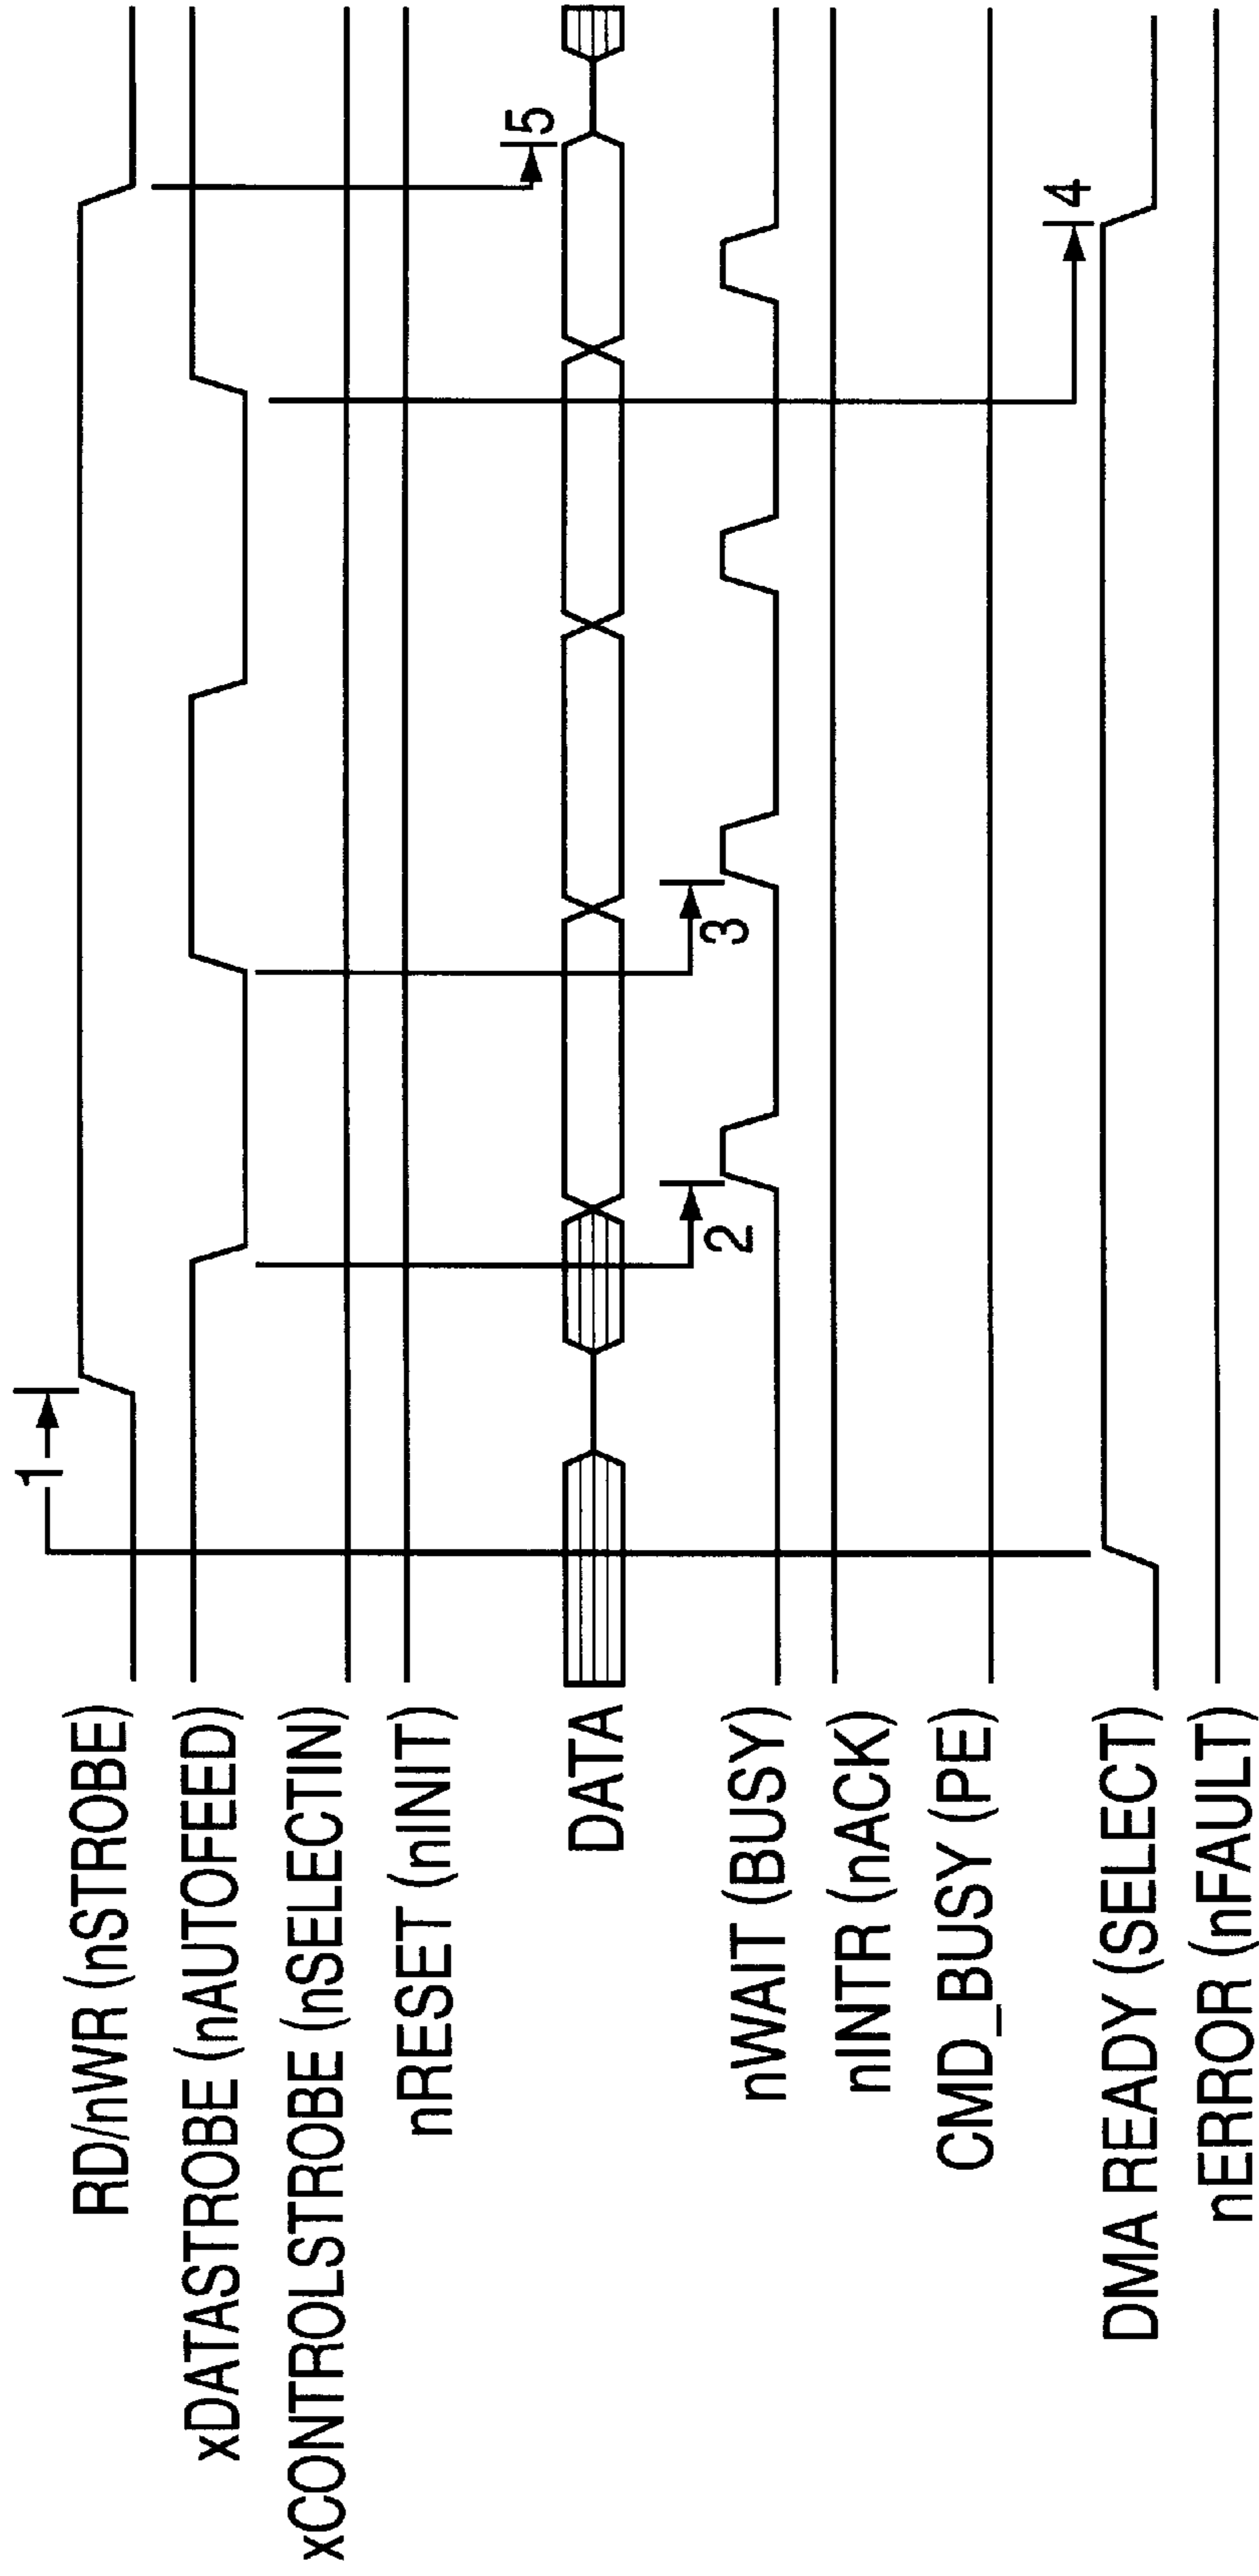 RD/nWR (nSTROBE)
xDATASTROBE (nAUTOFEED)
xCONTROLSTROBE (nSELECTIN)
nRESET (nINIT)
DATA
nWAIT (BUSY)
nINTR (nACK)
CMD_BUSY (PE)
DMA READY (SELECT)
nERROR (nFAULT)
1
2
3
4
5